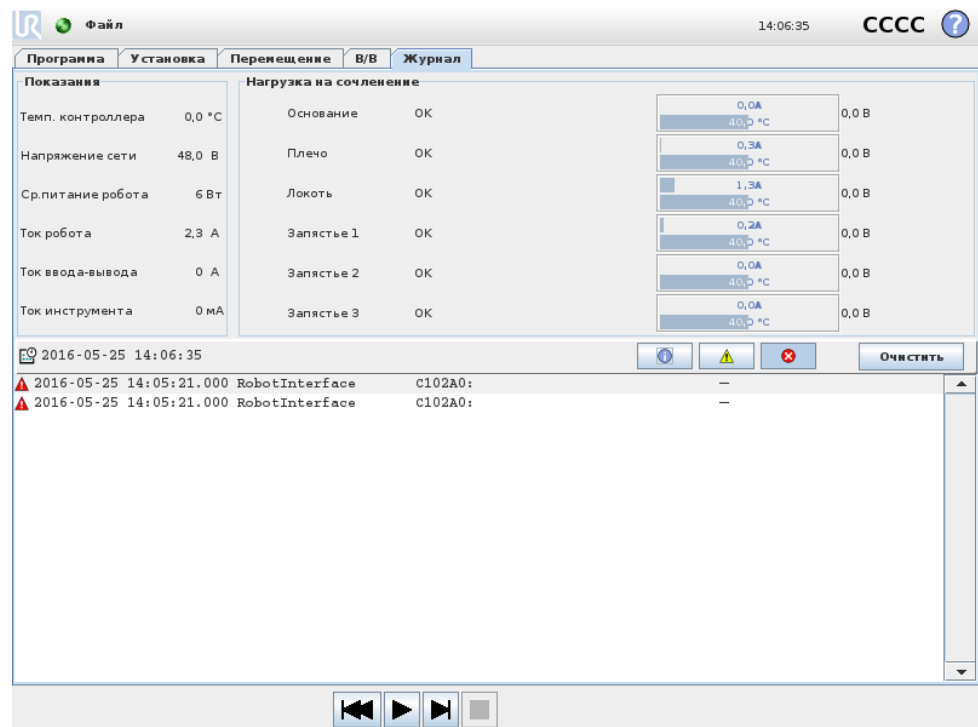 UR Файл 14:06:35 CCCC ?
Программа Установка Перемещение В/В Журнал
Показания Нагрузка на сочленение
Темп. контроллера 0,0 °C Основание OK 0,0A 40,0 °C 0,0 В
Напряжение сети 48,0 В Плечо OK 0,3A 40,0 °C 0,0 В
Ср.питание робота 6 Вт Локоть OK 1,3A 40,0 °C 0,0 В
Ток робота 2,3 А Запястье 1 OK 0,2A 40,0 °C 0,0 В
Ток ввода-вывода 0 А Запястье 2 OK 0,0A 40,0 °C 0,0 В
Ток инструмента 0 мА Запястье 3 OK 0,0A 40,0 °C 0,0 В
2016-05-25 14:06:35 Очистить
2016-05-25 14:05:21.000 RobotInterface C102A0: —
2016-05-25 14:05:21.000 RobotInterface C102A0: —